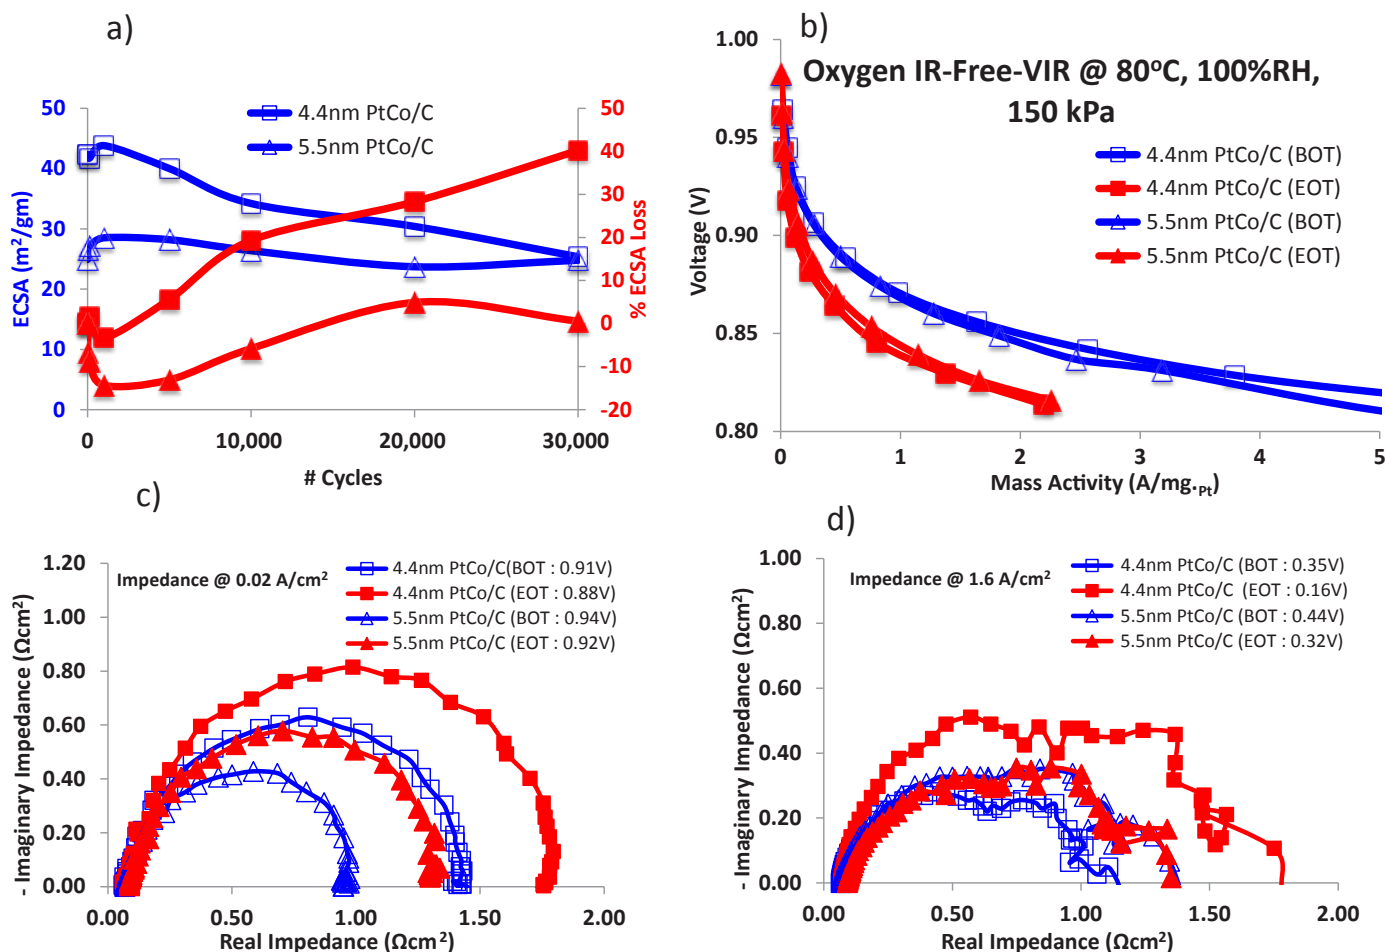 a)
4.4nm PtCo/C
5.5nm PtCo/C
50
40
30
20
10
0
ECSA (m²/gm)
50
40
30
20
10
0
-10
-20
% ECSA Loss
0
10,000
20,000
30,000
# Cycles
b)
Oxygen IR-Free-VIR @ 80°C, 100%RH,
150 kPa
4.4nm PtCo/C (BOT)
4.4nm PtCo/C (EOT)
5.5nm PtCo/C (BOT)
5.5nm PtCo/C (EOT)
1.00
0.95
0.90
0.85
0.80
Voltage (V)
0
1
2
3
4
5
Mass Activity (A/mg.Pt)
c)
Impedance @ 0.02 A/cm²
4.4nm PtCo/C(BOT : 0.91V)
4.4nm PtCo/C (EOT : 0.88V)
5.5nm PtCo/C (BOT : 0.94V)
5.5nm PtCo/C (EOT : 0.92V)
1.20
1.00
0.80
0.60
0.40
0.20
0.00
- Imaginary Impedance (Ωcm²)
0.00
0.50
1.00
1.50
2.00
Real Impedance (Ωcm²)
d)
Impedance @ 1.6 A/cm²
4.4nm PtCo/C (BOT : 0.35V)
4.4nm PtCo/C (EOT : 0.16V)
5.5nm PtCo/C (BOT : 0.44V)
5.5nm PtCo/C (EOT : 0.32V)
1.00
0.80
0.60
0.40
0.20
0.00
- Imaginary Impedance (Ωcm²)
0.00
0.50
1.00
1.50
2.00
Real Impedance (Ωcm²)